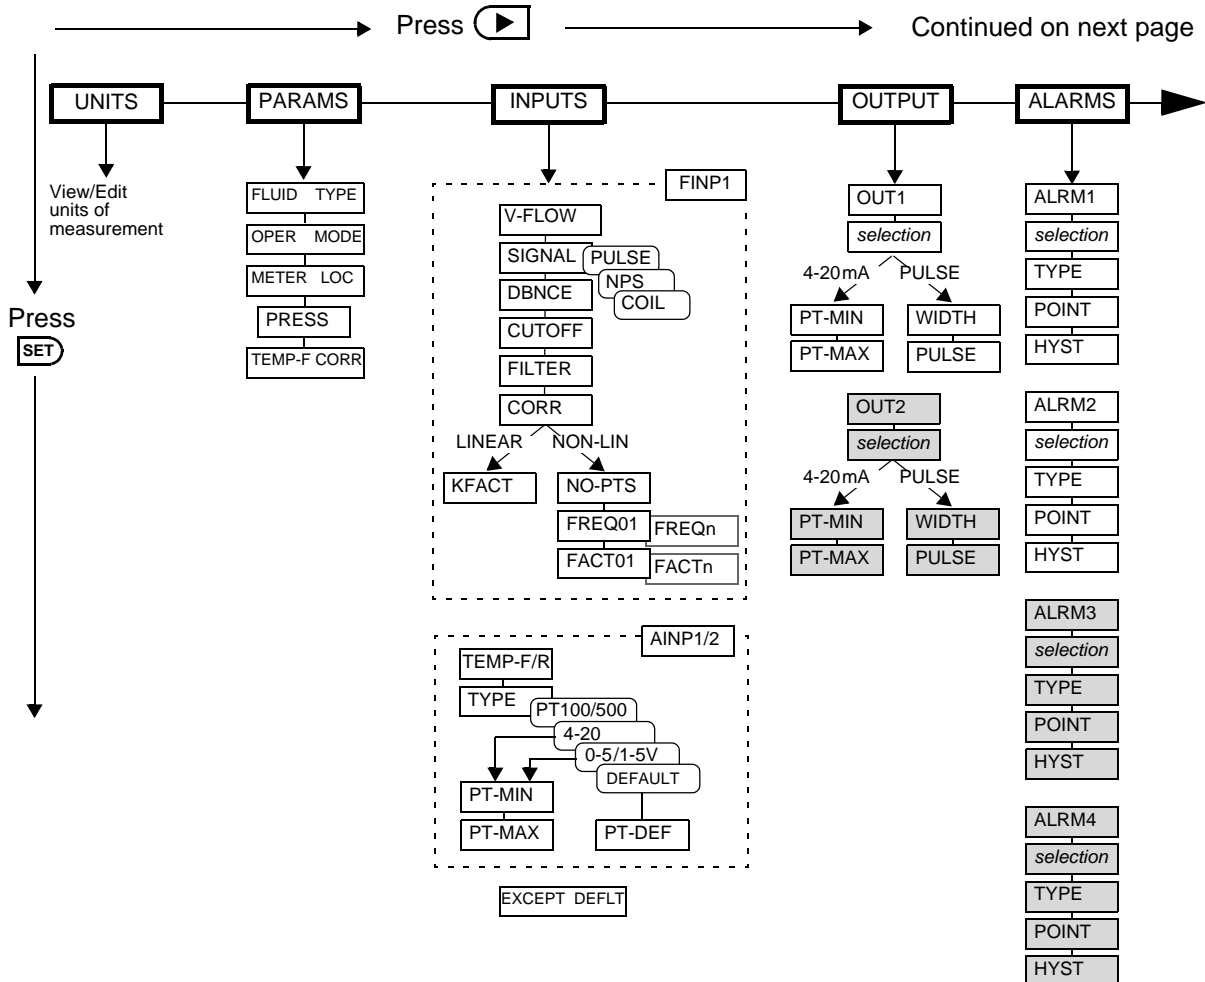 Press
Continued on next page
Press
SET
UNITS
View/Edit
units of
measurement
PARAMS
FLUID TYPE
OPER MODE
METER LOC
PRESS
TEMP-F CORR
INPUTS
FINP1
V-FLOW
SIGNAL
PULSE
NPS
COIL
DBNCE
CUTOFF
FILTER
CORR
LINEAR
NON-LIN
KFACT
NO-PTS
FREQ01
FREQn
FACT01
FACTn
AINP1/2
TEMP-F/R
TYPE
PT100/500
4-20
0-5/1-5V
DEFAULT
PT-MIN
PT-MAX
PT-DEF
EXCEPT DEFLT
OUTPUT
OUT1
selection
4-20mA
PULSE
PT-MIN
WIDTH
PT-MAX
PULSE
OUT2
selection
4-20mA
PULSE
PT-MIN
WIDTH
PT-MAX
PULSE
ALARMS
ALRM1
selection
TYPE
POINT
HYST
ALRM2
selection
TYPE
POINT
HYST
ALRM3
selection
TYPE
POINT
HYST
ALRM4
selection
TYPE
POINT
HYST